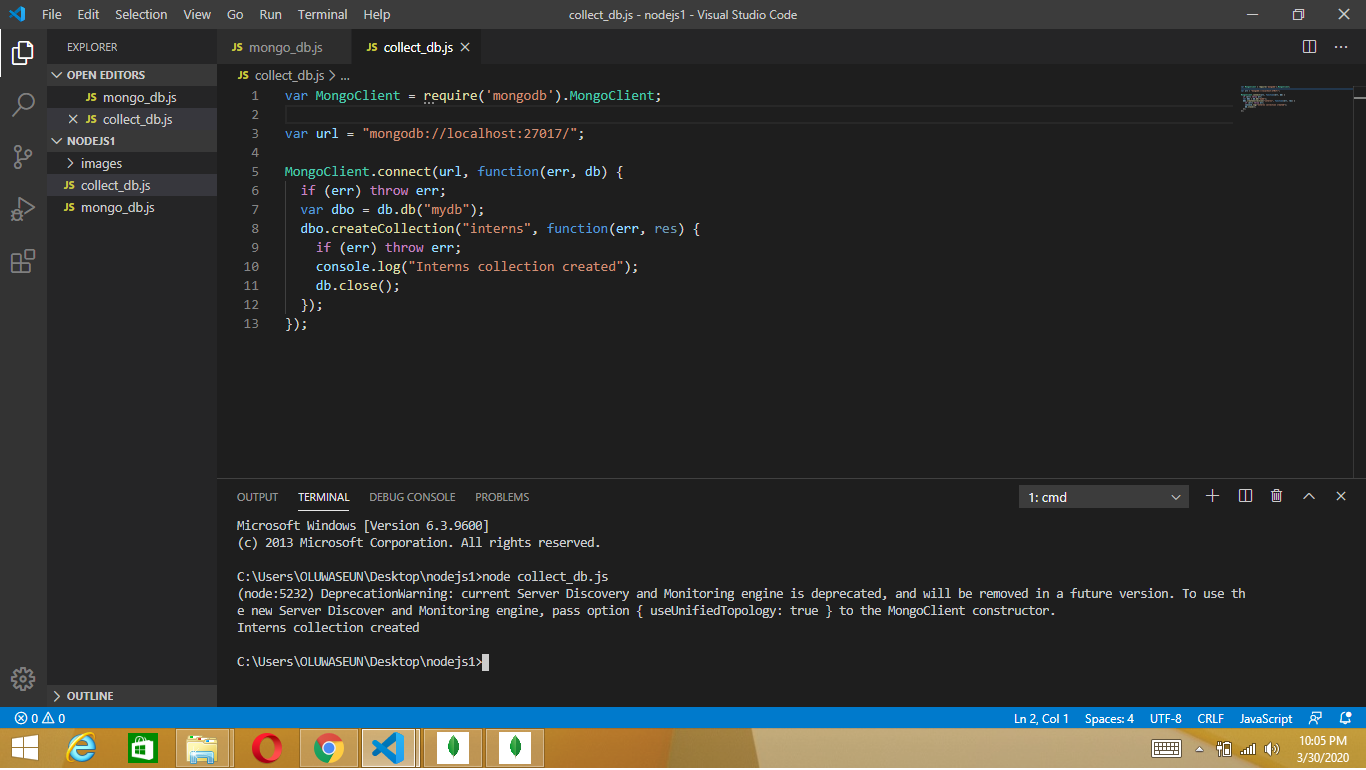 File Edit Selection View Go Run Terminal Help
collect_db.js - nodejs1 - Visual Studio Code
EXPLORER
OPEN EDITORS
JS mongo_db.js
JS collect_db.js
NODEJS1
images
JS collect_db.js
JS mongo_db.js
OUTLINE
JS mongo_db.js
JS collect_db.js
JS collect_db.js > ...
1 var MongoClient = require('mongodb').MongoClient;
2
3 var url = "mongodb://localhost:27017/";
4
5 MongoClient.connect(url, function(err, db) {
6 if (err) throw err;
7 var dbo = db.db("mydb");
8 dbo.createCollection("interns", function(err, res) {
9 if (err) throw err;
10 console.log("Interns collection created");
11 db.close();
12 });
13 });
OUTPUT TERMINAL DEBUG CONSOLE PROBLEMS
1: cmd
Microsoft Windows [Version 6.3.9600]
(c) 2013 Microsoft Corporation. All rights reserved.
C:\Users\OLUWASEUN\Desktop\nodejs1>node collect_db.js
(node:5232) DeprecationWarning: current Server Discovery and Monitoring engine is deprecated, and will be removed in a future version. To use th
e new Server Discover and Monitoring engine, pass option { useUnifiedTopology: true } to the MongoClient constructor.
Interns collection created
C:\Users\OLUWASEUN\Desktop\nodejs1>
0 0
Ln 2, Col 1 Spaces: 4 UTF-8 CRLF JavaScript
10:05 PM
3/30/2020